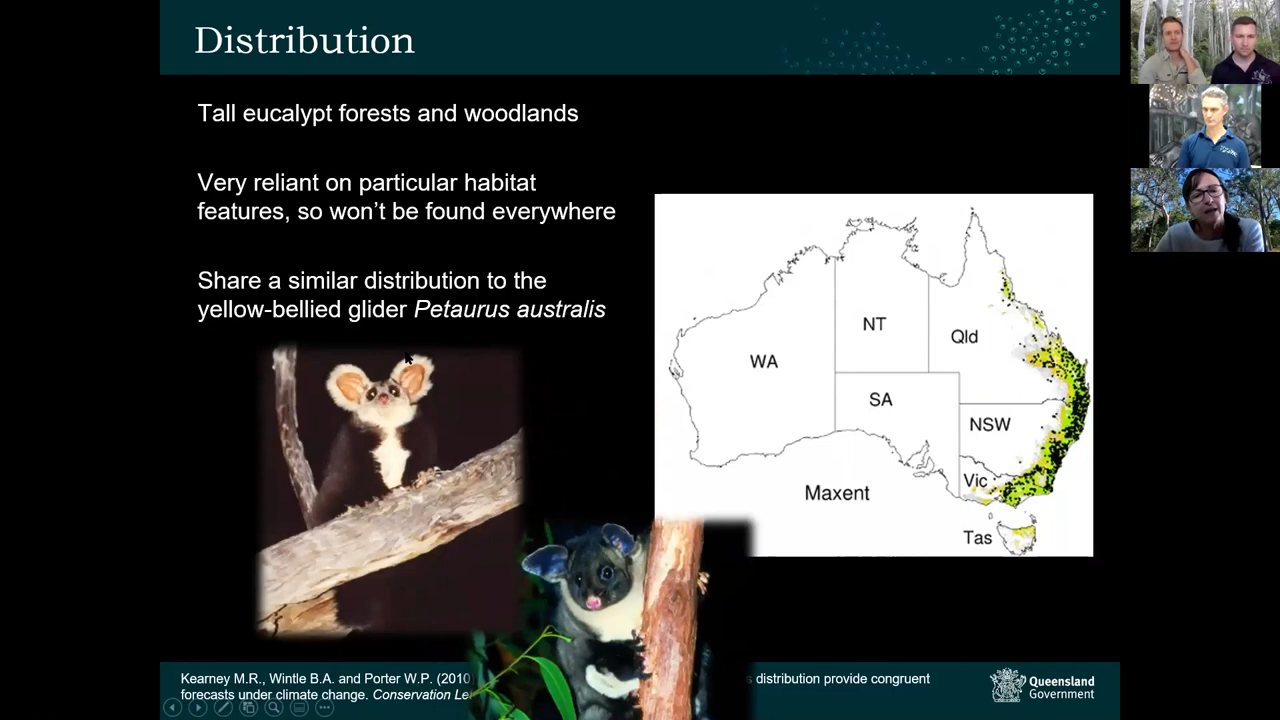 Distribution
Tall eucalypt forests and woodlands
Very reliant on particular habitat
features, so won't be found everywhere
Share a similar distribution to the
yellow-bellied glider Petaurus australis
WA
NT
Qld
SA
NSW
Vic
Maxent
Tas
Kearney M.R., Wintle B.A. and Porter W.P. (2010 distribution provide congruent
forecasts under climate change. Conservation
Queensland
Government